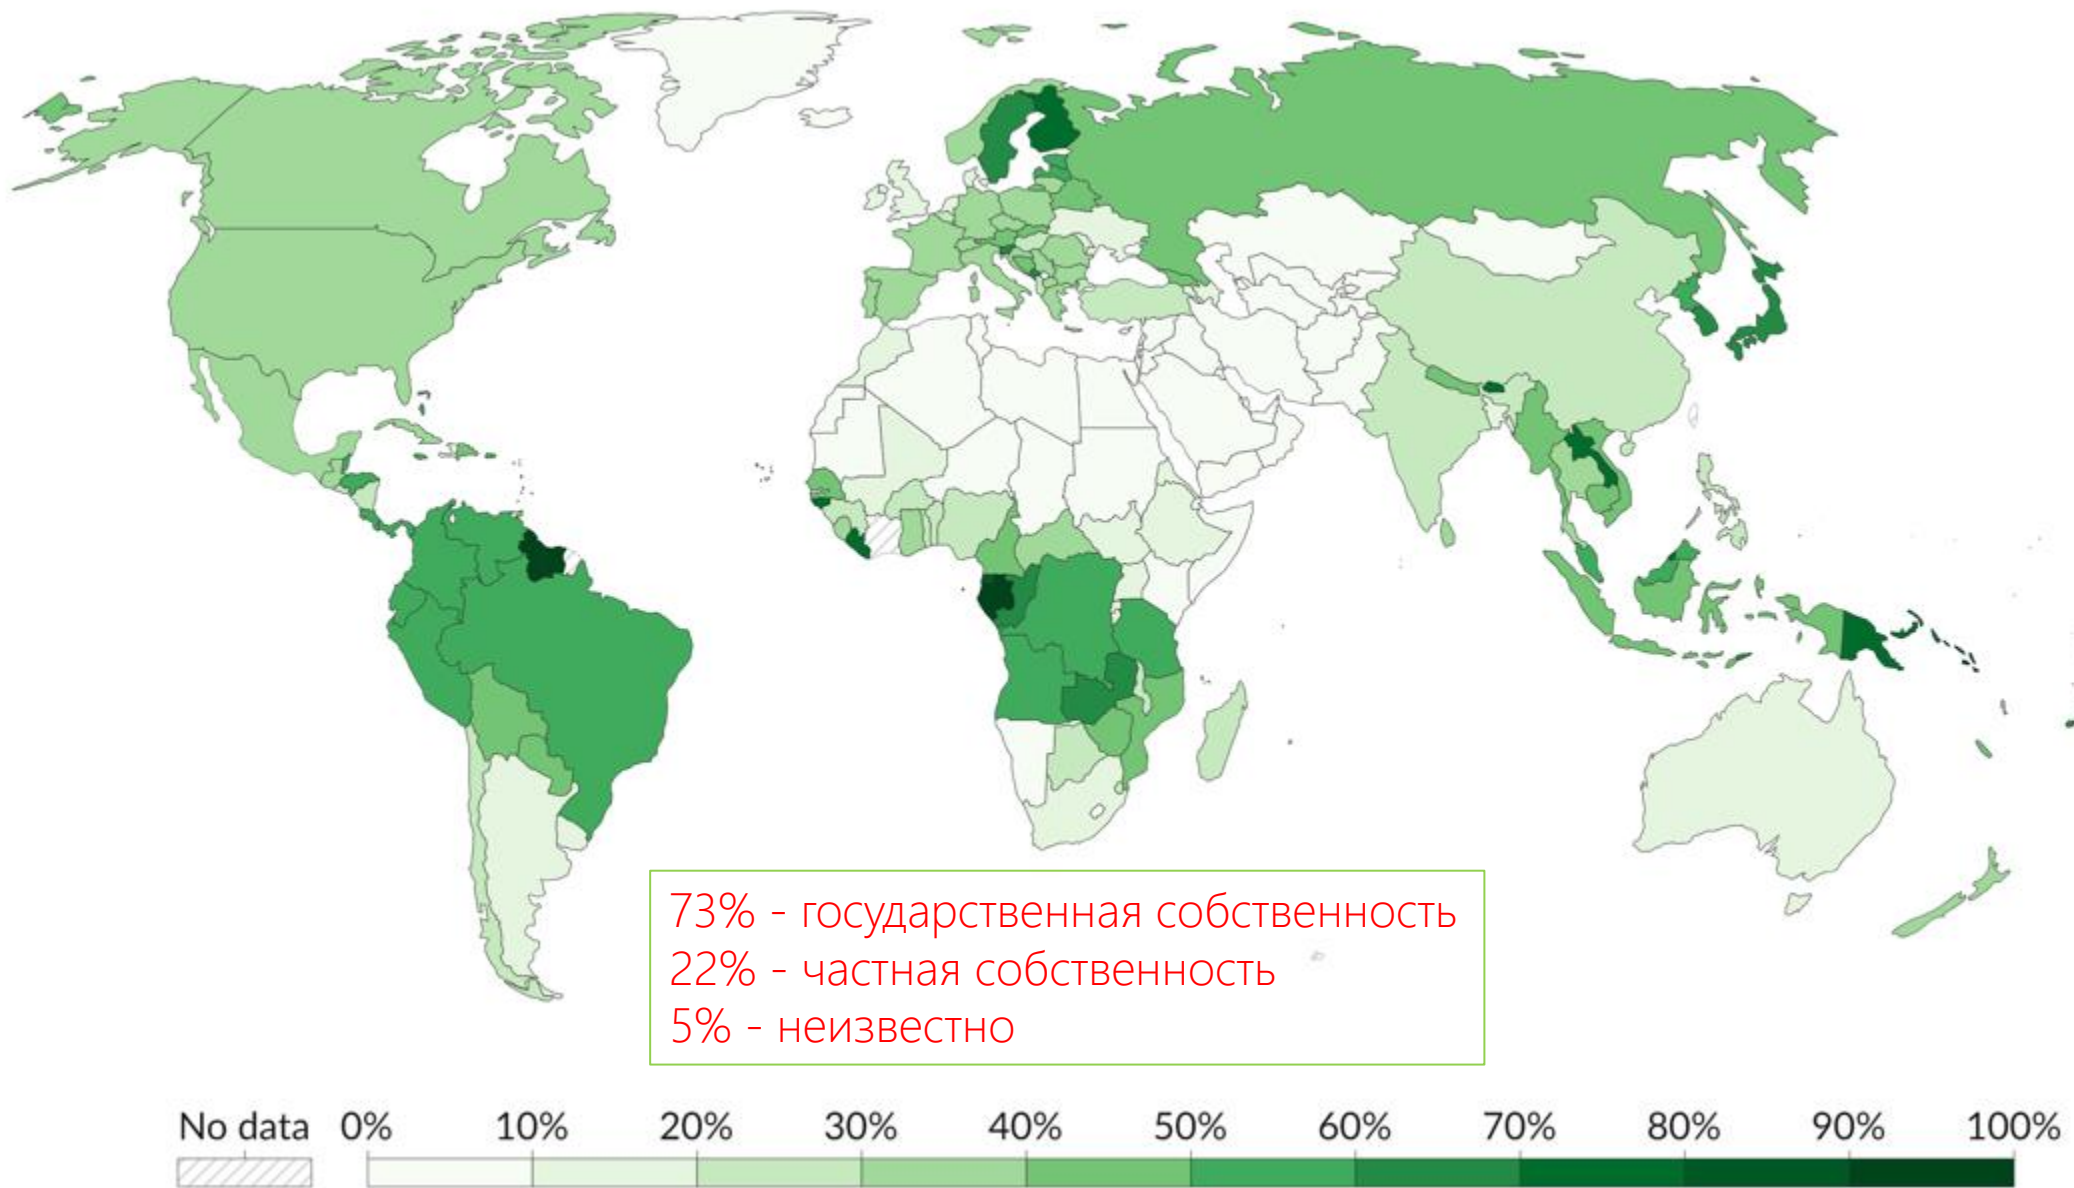 73% - государственная собственность
22% - частная собственность
5% - неизвестно
No data 0% 10% 20% 30% 40% 50% 60% 70% 80% 90% 100%